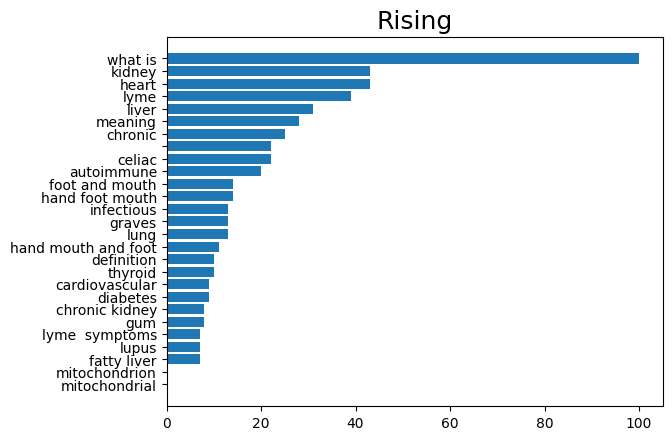 Rising
what is
kidney
heart
lyme
liver
meaning
chronic
celiac
autoimmune
foot and mouth
hand foot mouth
infectious
graves
lung
hand mouth and foot
definition
thyroid
cardiovascular
diabetes
chronic kidney
gum
lyme  symptoms
lupus
fatty liver
mitochondrion
mitochondrial
0 20 40 60 80 100